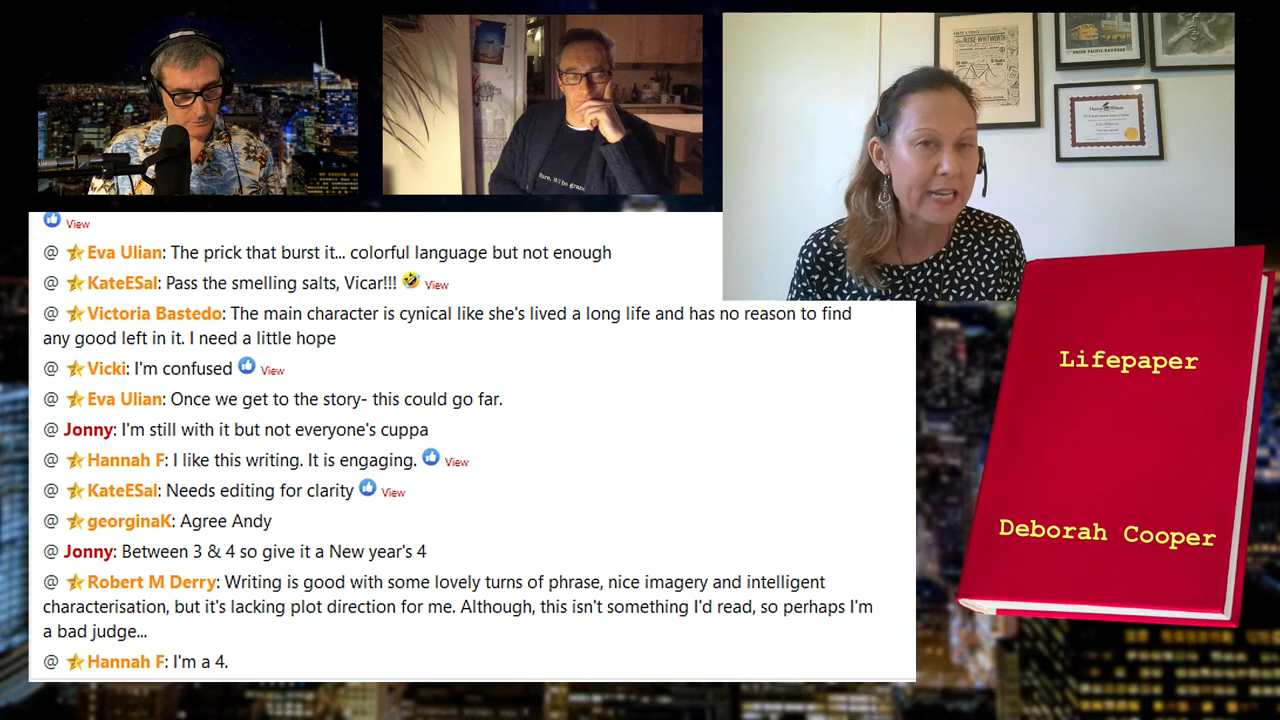 View
@ Eva Ulian: The prick that burst it... colorful language but not enough
@ KateESal: Pass the smelling salts, Vicar!!! View
@ Victoria Bastedo: The main character is cynical like she's lived a long life and has no reason to find
any good left in it. I need a little hope
@ Vicki: I'm confused View
@ Eva Ulian: Once we get to the story- this could go far.
@ Jonny: I'm still with it but not everyone's cuppa
@ Hannah F: I like this writing. It is engaging. View
@ KateESal: Needs editing for clarity View
@ georginaK: Agree Andy
@ Jonny: Between 3 & 4 so give it a New year's 4
@ Robert M Derry: Writing is good with some lovely turns of phrase, nice imagery and intelligent
characterisation, but it's lacking plot direction for me. Although, this isn't something I'd read, so perhaps I'm
a bad judge...
@ Hannah F: I'm a 4.
Lifepaper
Deborah Cooper